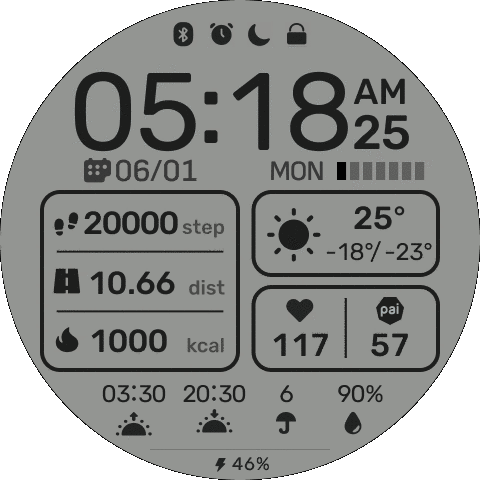 05:18 AM
25
06/01 MON
20000 step
10.66 dist
1000 kcal
25°
-18°/-23°
pai
117 57
03:30 20:30 6 90%
46%